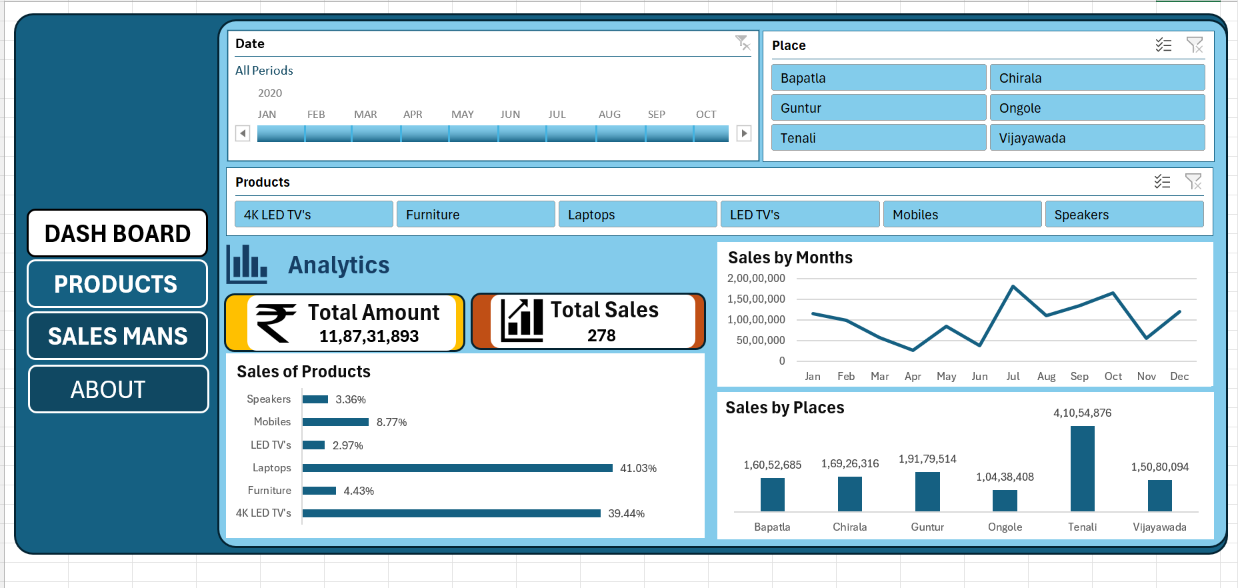 Date
All Periods
2020
JAN FEB MAR APR MAY JUN JUL AUG SEP OCT
Place
Bapatla Chirala
Guntur Ongole
Tenali Vijayawada
Products
4K LED TV's Furniture Laptops LED TV's Mobiles Speakers
DASH BOARD
PRODUCTS
SALES MANS
ABOUT
Analytics
Total Amount
11,87,31,893
Total Sales
278
Sales of Products
Speakers 3.36%
Mobiles 8.77%
LED TV's 2.97%
Laptops 41.03%
Furniture 4.43%
4K LED TV's 39.44%
Sales by Months
2,00,00,000
1,50,00,000
1,00,00,000
50,00,000
0
Jan Feb Mar Apr May Jun Jul Aug Sep Oct Nov Dec
Sales by Places
1,60,52,685 1,69,26,316 1,91,79,514 1,04,38,408 4,10,54,876 1,50,80,094
Bapatla Chirala Guntur Ongole Tenali Vijayawada